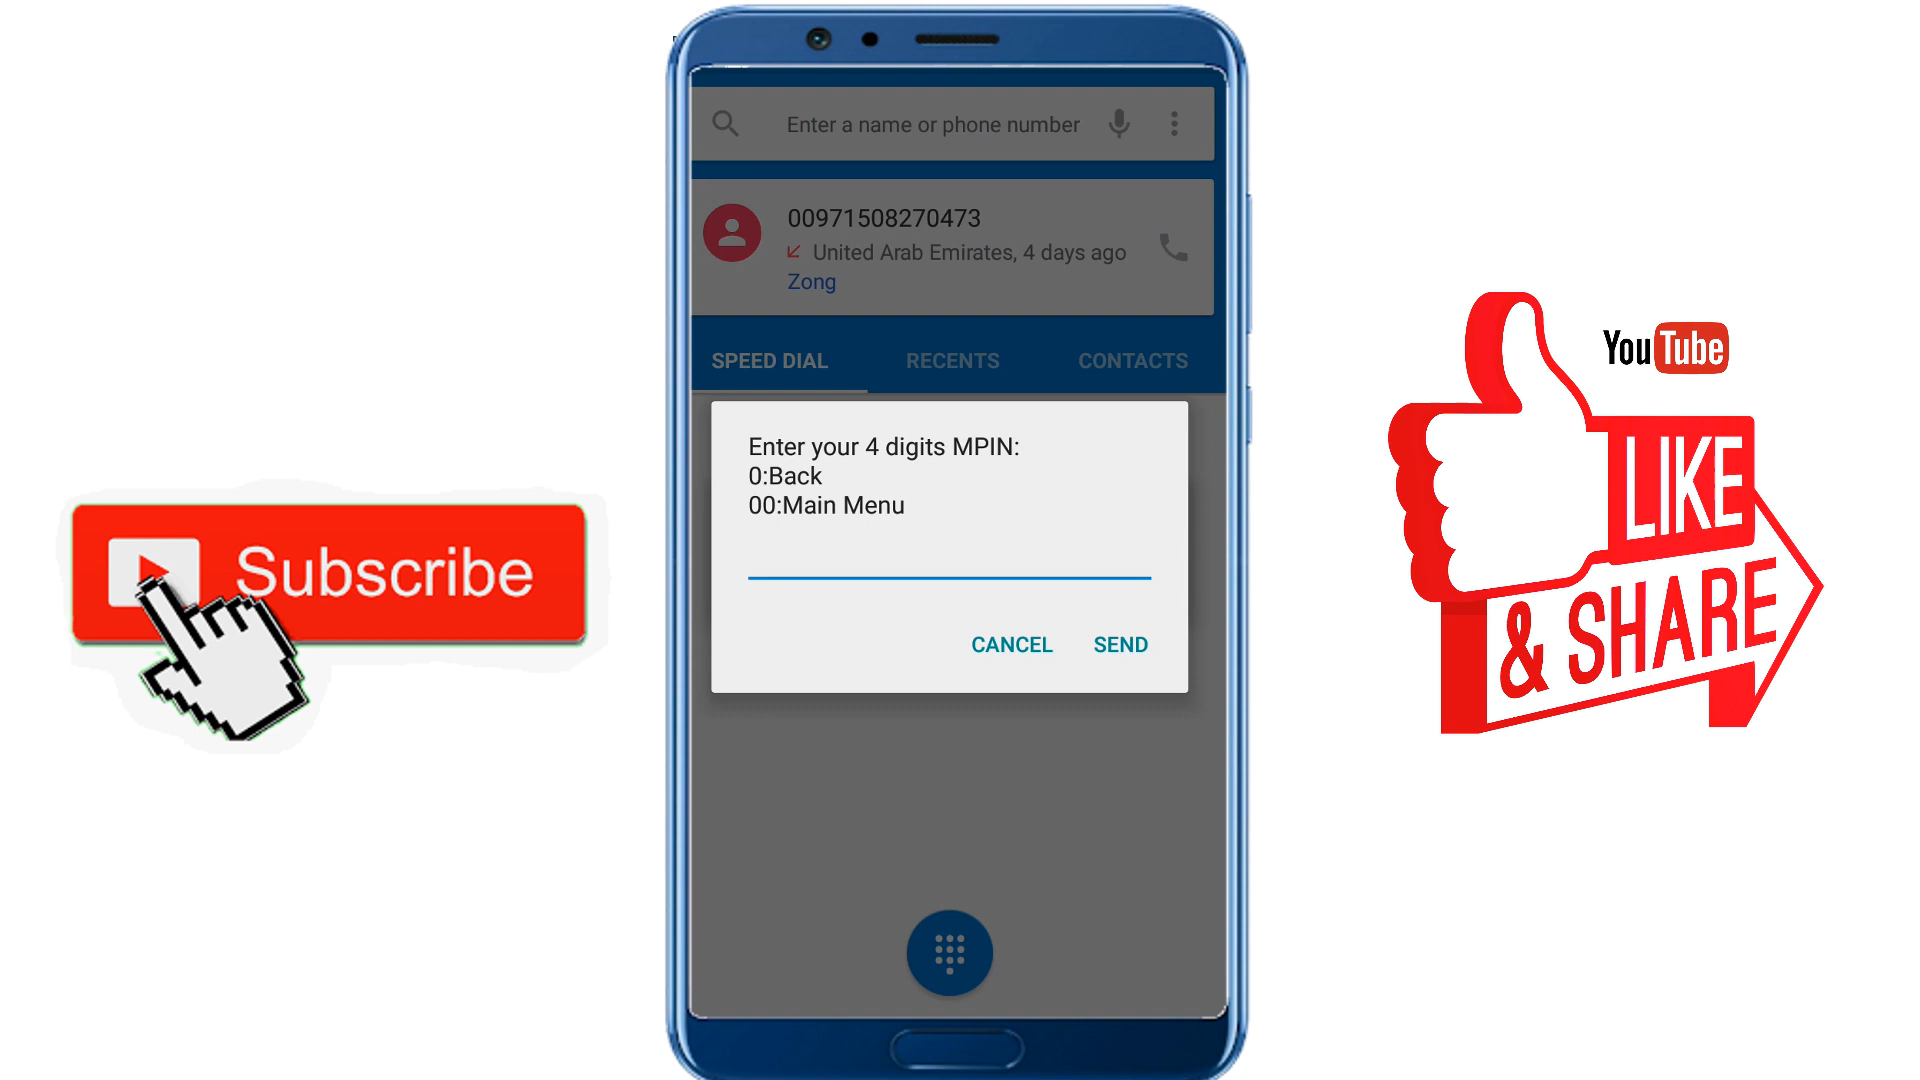 Enter a name or phone number
00971508270473
United Arab Emirates, 4 days ago
Zong
SPEED DIAL
RECENTS
CONTACTS
Enter your 4 digits MPIN:
0:Back
00:Main Menu
CANCEL
SEND
Subscribe
YouTube
LIKE
& SHARE